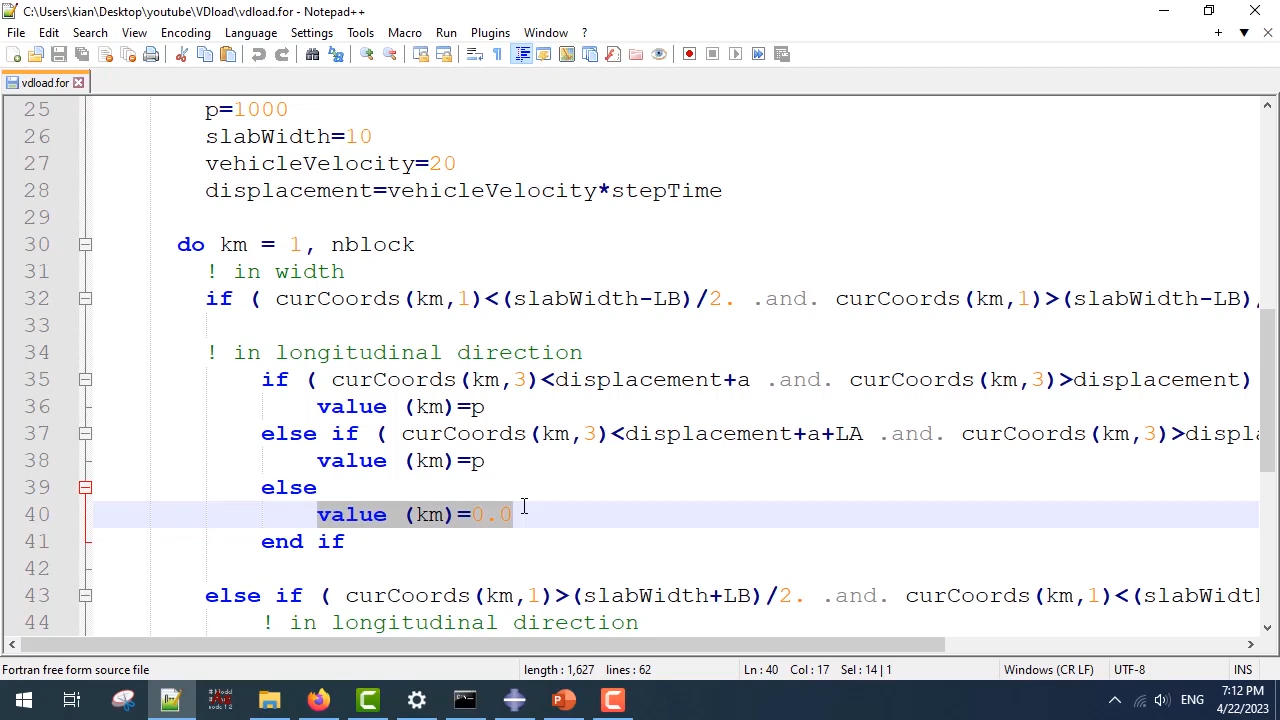 C:\Users\kian\Desktop\youtube\VDload\vdload.for - Notepad++
File Edit Search View Encoding Language Settings Tools Macro Run Plugins Window ?
vdload.for
25 p=1000
26 slabWidth=10
27 vehicleVelocity=20
28 displacement=vehicleVelocity*stepTime
29
30 do km = 1, nblock
31 ! in width
32 if ( curCoords(km,1)<(slabWidth-LB)/2. .and. curCoords(km,1)>(slabWidth-LB)/
33
34 ! in longitudinal direction
35 if ( curCoords(km,3)<displacement+a .and. curCoords(km,3)>displacement)
36 value (km)=p
37 else if ( curCoords(km,3)<displacement+a+LA .and. curCoords(km,3)>displa
38 value (km)=p
39 else
40 value (km)=0.0
41 end if
42
43 else if ( curCoords(km,1)>(slabWidth+LB)/2. .and. curCoords(km,1)<(slabWidt
44 ! in longitudinal direction
Fortran free form source file length : 1,627 lines : 62 Ln : 40 Col : 17 Sel : 14 | 1 Windows (CR LF) UTF-8 INS
ENG
7:12 PM
4/22/2023